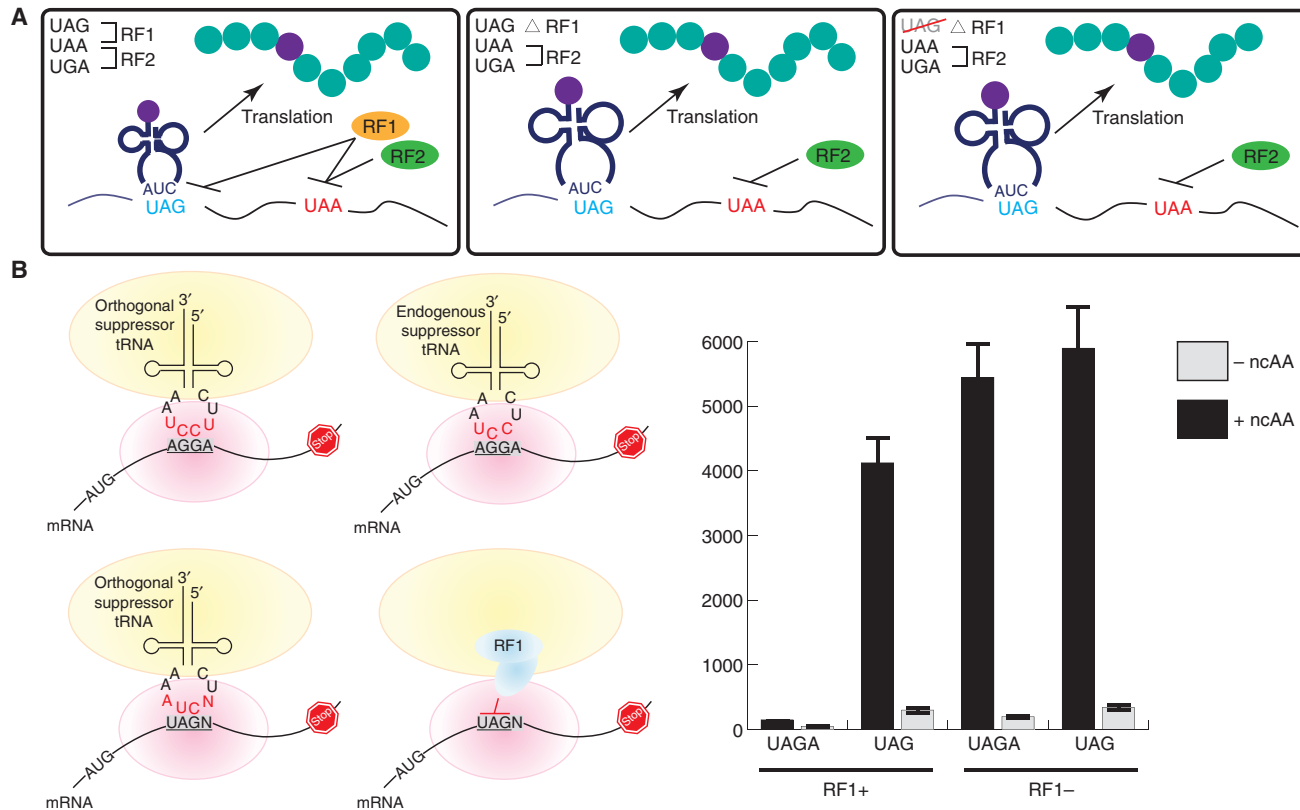 A
UAG
UAA
UGA
RF1
RF2
Translation
RF1
RF2
AUC
UAG
UAA
UAG △ RF1
UAA
UGA
RF2
Translation
RF2
AUC
UAG
UAA
UAG △ RF1
UAA
UGA
RF2
Translation
RF2
AUC
UAG
UAA
B
Orthogonal
suppressor
tRNA
3′
5′
A A U C C U U C
AGGA
Stop
AUG
mRNA
Endogenous
suppressor
tRNA
3′
5′
A A U C C U C
AGGA
Stop
AUG
mRNA
Orthogonal
suppressor
tRNA
3′
5′
A A A U C N U C
UAGN
Stop
AUG
mRNA
RF1
UAGN
Stop
AUG
mRNA
6000
5000
4000
3000
2000
1000
0
UAGA UAG UAGA UAG
RF1+ RF1–
– ncAA
+ ncAA